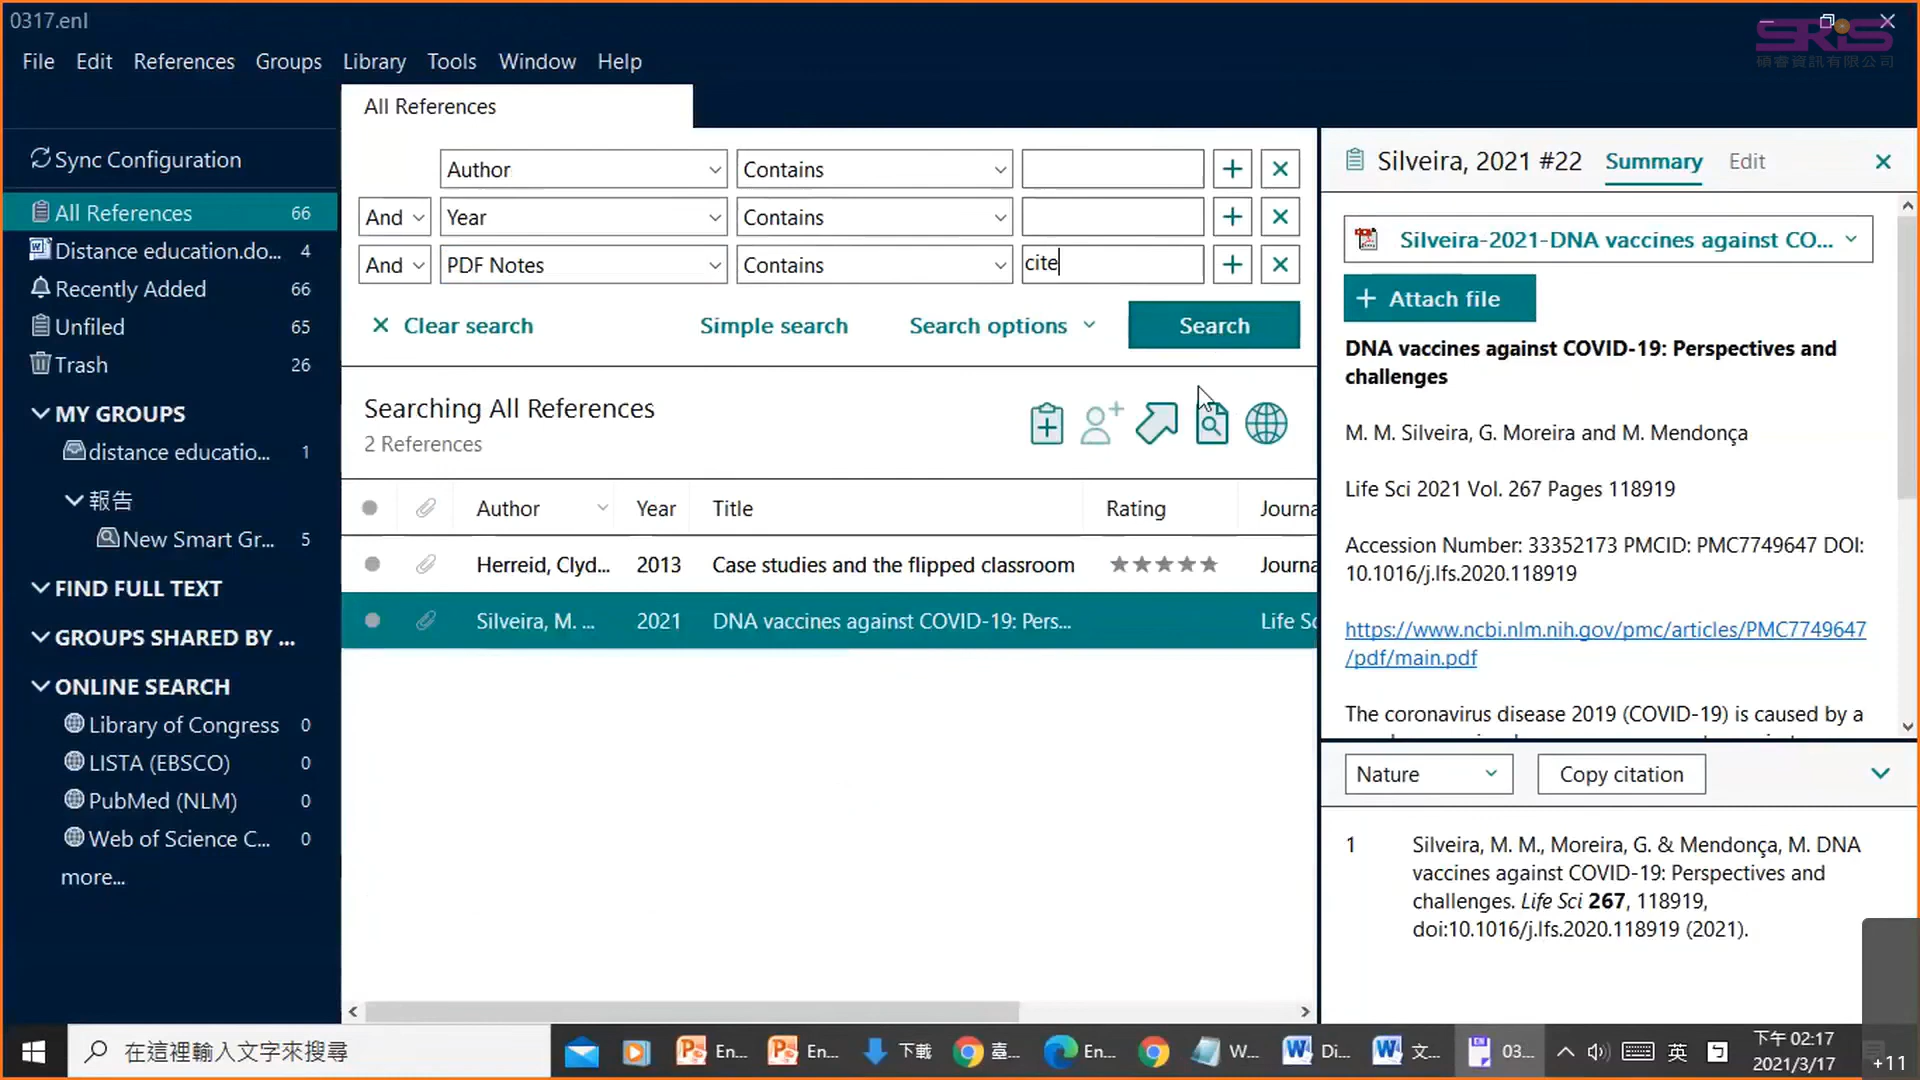 0317.enl
SRIS
碩睿資訊有限公司
File Edit References Groups Library Tools Window Help
All References
Sync Configuration
All References 66
Distance education.do... 4
Recently Added 66
Unfiled 65
Trash 26
MY GROUPS
distance educatio... 1
報告
New Smart Gr... 5
FIND FULL TEXT
GROUPS SHARED BY ...
ONLINE SEARCH
Library of Congress 0
LISTA (EBSCO) 0
PubMed (NLM) 0
Web of Science C... 0
more...
Author Contains
And Year Contains
And PDF Notes Contains cite
Clear search Simple search Search options Search
Searching All References
2 References
Author Year Title Rating Journa
Herreid, Clyd... 2013 Case studies and the flipped classroom ★★★★★ Journa
Silveira, M. ... 2021 DNA vaccines against COVID-19: Pers... Life Sc
Silveira, 2021 #22 Summary Edit
Silveira-2021-DNA vaccines against CO...
+ Attach file
DNA vaccines against COVID-19: Perspectives and
challenges
M. M. Silveira, G. Moreira and M. Mendonça
Life Sci 2021 Vol. 267 Pages 118919
Accession Number: 33352173 PMCID: PMC7749647 DOI:
10.1016/j.lfs.2020.118919
https://www.ncbi.nlm.nih.gov/pmc/articles/PMC7749647
/pdf/main.pdf
The coronavirus disease 2019 (COVID-19) is caused by a
Nature Copy citation
1 Silveira, M. M., Moreira, G. & Mendonça, M. DNA
vaccines against COVID-19: Perspectives and
challenges. Life Sci 267, 118919,
doi:10.1016/j.lfs.2020.118919 (2021).
在這裡輸入文字來搜尋 En... En... 下載 臺... En... W... Di... 文... 03... 英 下午 02:17
2021/3/17
+11